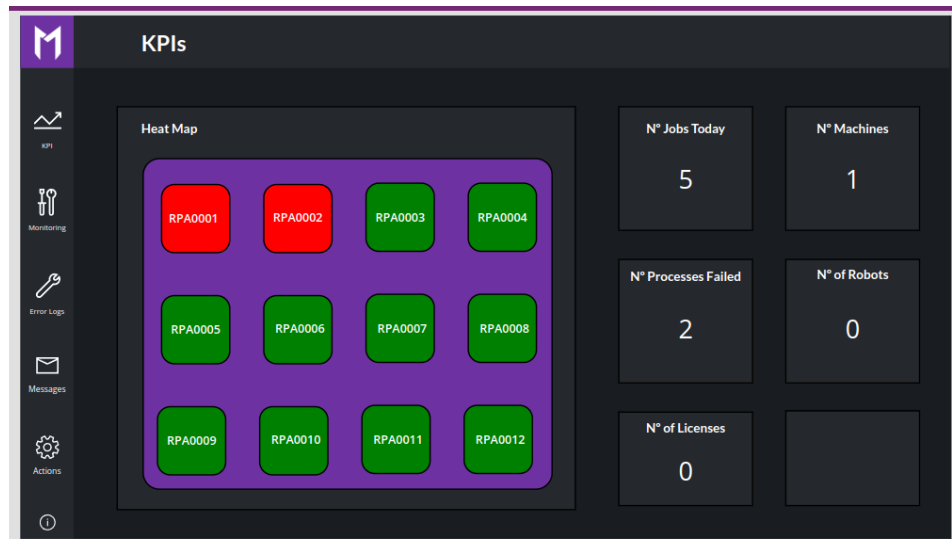 KPIs
KPI
Monitoring
Error Logs
Messages
Actions
Heat Map
RPA0001 RPA0002 RPA0003 RPA0004
RPA0005 RPA0006 RPA0007 RPA0008
RPA0009 RPA0010 RPA0011 RPA0012
Nº Jobs Today
5
Nº Machines
1
Nº Processes Failed
2
Nº of Robots
0
Nº of Licenses
0